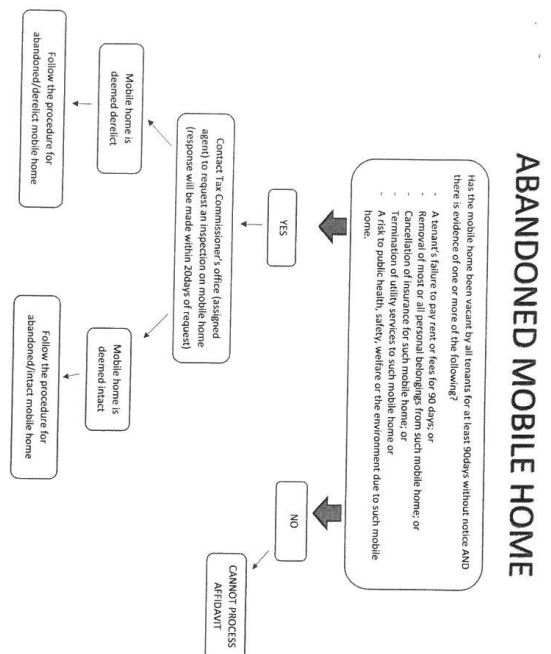 ABANDONED MOBILE HOME
Has the mobile home been vacant by all tenants for at least 90days without notice AND
there is evidence of one or more of the following?
- A tenant's failure to pay rent or fees for 90 days; or
- Removal of most or all personal belongings from such mobile home; or
- Cancellation of insurance for such mobile home; or
- Termination of utility services to such mobile home or
- A risk to public health, safety, welfare or the environment due to such mobile
home.
YES
NO
Contact Tax Commissioner's office (assigned
agent) to request an inspection on mobile home
(response will be made within 20days of request)
CANNOT PROCESS
AFFIDAVIT
Mobile home is
deemed derelict
Mobile home is
deemed intact
Follow the procedure for
abandoned/derelict mobile home
Follow the procedure for
abandoned/intact mobile home